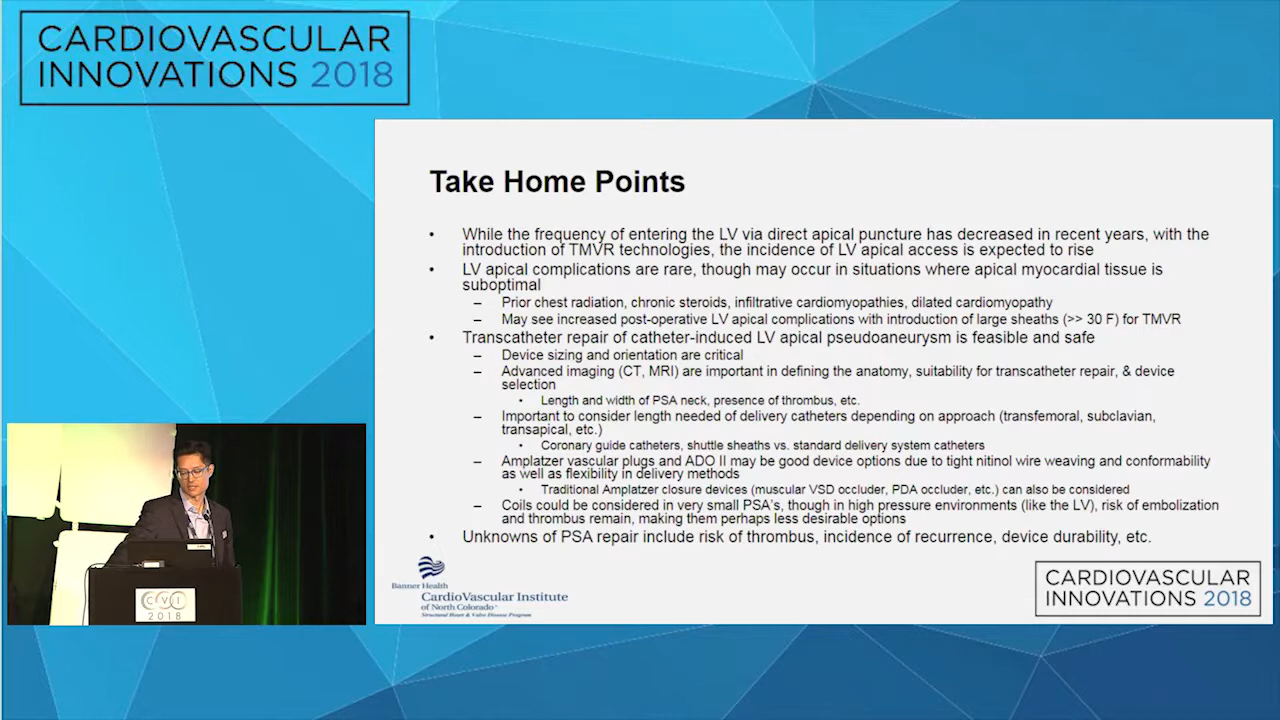 CARDIOVASCULAR
INNOVATIONS 2018
Take Home Points
• While the frequency of entering the LV via direct apical puncture has decreased in recent years, with the
introduction of TMVR technologies, the incidence of LV apical access is expected to rise
• LV apical complications are rare, though may occur in situations where apical myocardial tissue is
suboptimal
– Prior chest radiation, chronic steroids, infiltrative cardiomyopathies, dilated cardiomyopathy
– May see increased post-operative LV apical complications with introduction of large sheaths (>> 30 F) for TMVR
• Transcatheter repair of catheter-induced LV apical pseudoaneurysm is feasible and safe
– Device sizing and orientation are critical
– Advanced imaging (CT, MRI) are important in defining the anatomy, suitability for transcatheter repair, & device
selection
• Length and width of PSA neck, presence of thrombus, etc.
– Important to consider length needed of delivery catheters depending on approach (transfemoral, subclavian,
transapical, etc.)
• Coronary guide catheters, shuttle sheaths vs. standard delivery system catheters
– Amplatzer vascular plugs and ADO II may be good device options due to tight nitinol wire weaving and conformability
as well as flexibility in delivery methods
• Traditional Amplatzer closure devices (muscular VSD occluder, PDA occluder, etc.) can also be considered
– Coils could be considered in very small PSA's, though in high pressure environments (like the LV), risk of embolization
and thrombus remain, making them perhaps less desirable options
• Unknowns of PSA repair include risk of thrombus, incidence of recurrence, device durability, etc.
Banner Health
CardioVascular Institute
of North Colorado
Structural Heart & Valve Disease Program
CARDIOVASCULAR
INNOVATIONS 2018
CVI
2018